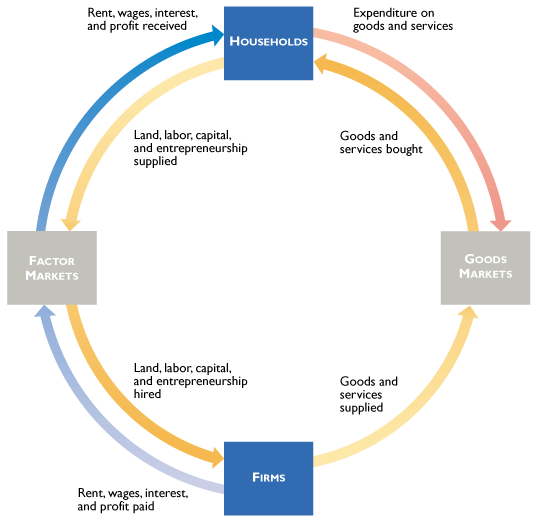 Rent, wages, interest,
and profit received
HOUSEHOLDS
Expenditure on
goods and services
Land, labor, capital,
and entrepreneurship
supplied
Goods and
services bought
FACTOR
MARKETS
GOODS
MARKETS
Land, labor, capital,
and entrepreneurship
hired
Goods and
services
supplied
FIRMS
Rent, wages, interest,
and profit paid